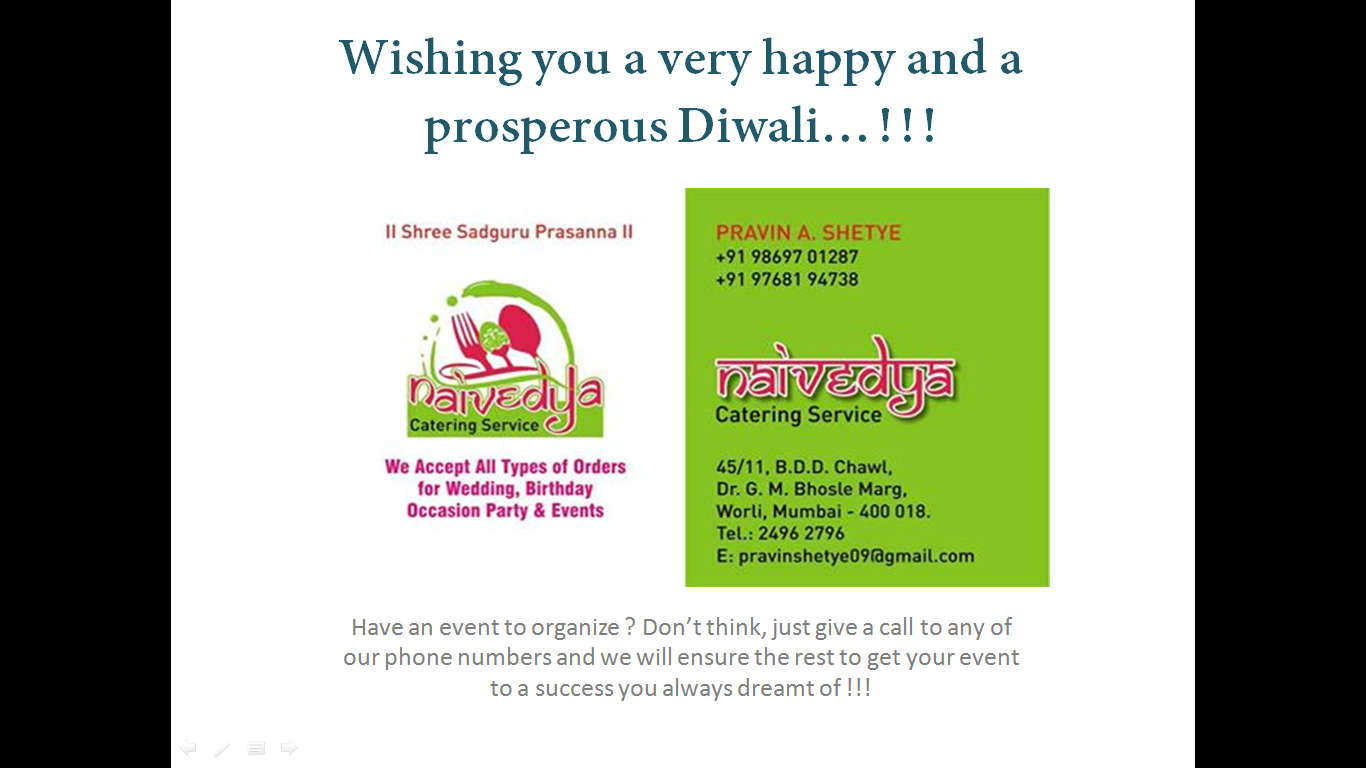 Wishing you a very happy and a
prosperous Diwali…!!!
II Shree Sadguru Prasanna II
naivedya
Catering Service
We Accept All Types of Orders
for Wedding, Birthday
Occasion Party & Events
PRAVIN A. SHETYE
+91 98697 01287
+91 97681 94738
naivedya
Catering Service
45/11, B.D.D. Chawl,
Dr. G. M. Bhosle Marg,
Worli, Mumbai - 400 018.
Tel.: 2496 2796
E: pravinshetye09@gmail.com
Have an event to organize ? Don’t think, just give a call to any of
our phone numbers and we will ensure the rest to get your event
to a success you always dreamt of !!!